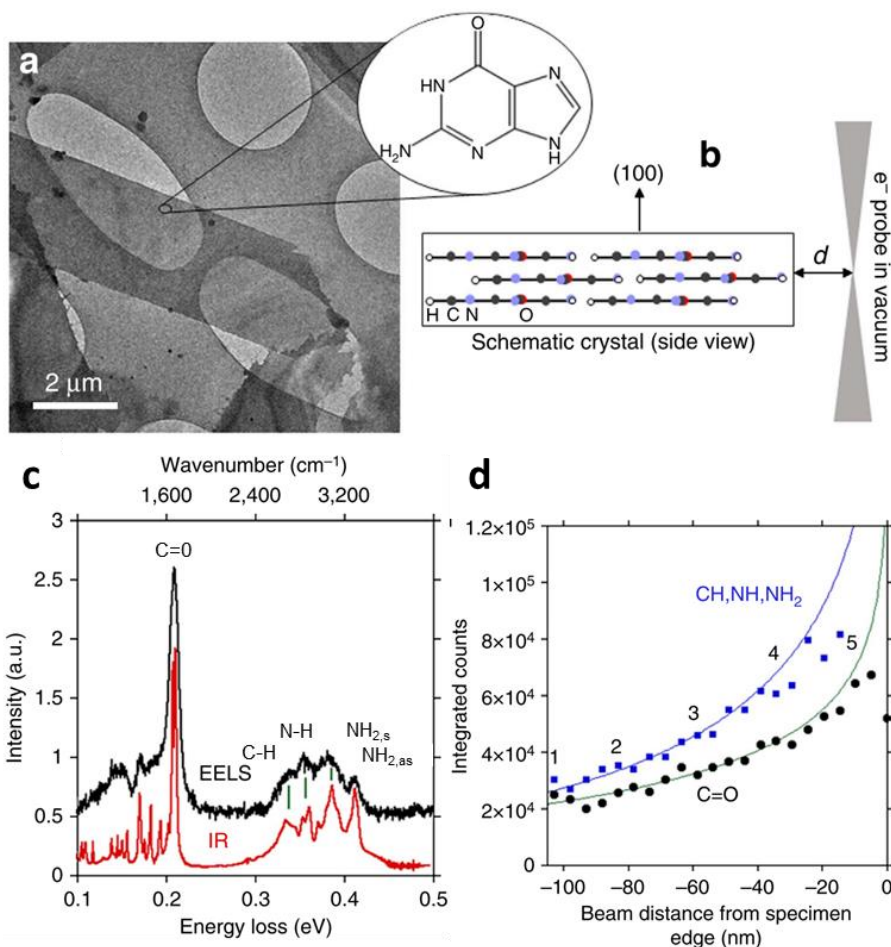 a
O
HN
N
H₂N
N
N
H
b
(100)
d
e⁻ probe in vacuum
H C N O
Schematic crystal (side view)
2 μm
c
Wavenumber (cm⁻¹)
1,600 2,400 3,200
3
2.5
2
1.5
1
0.5
0
Intensity (a.u.)
C=0
C-H
N-H
NH₂,s
NH₂,as
EELS
IR
0.1 0.2 0.3 0.4 0.5
Energy loss (eV)
d
1.2×10⁵
1×10⁵
8×10⁴
6×10⁴
4×10⁴
2×10⁴
0
Integrated counts
CH,NH,NH₂
1
2
3
4
5
C=O
−100 −80 −60 −40 −20 0
Beam distance from specimen
edge (nm)